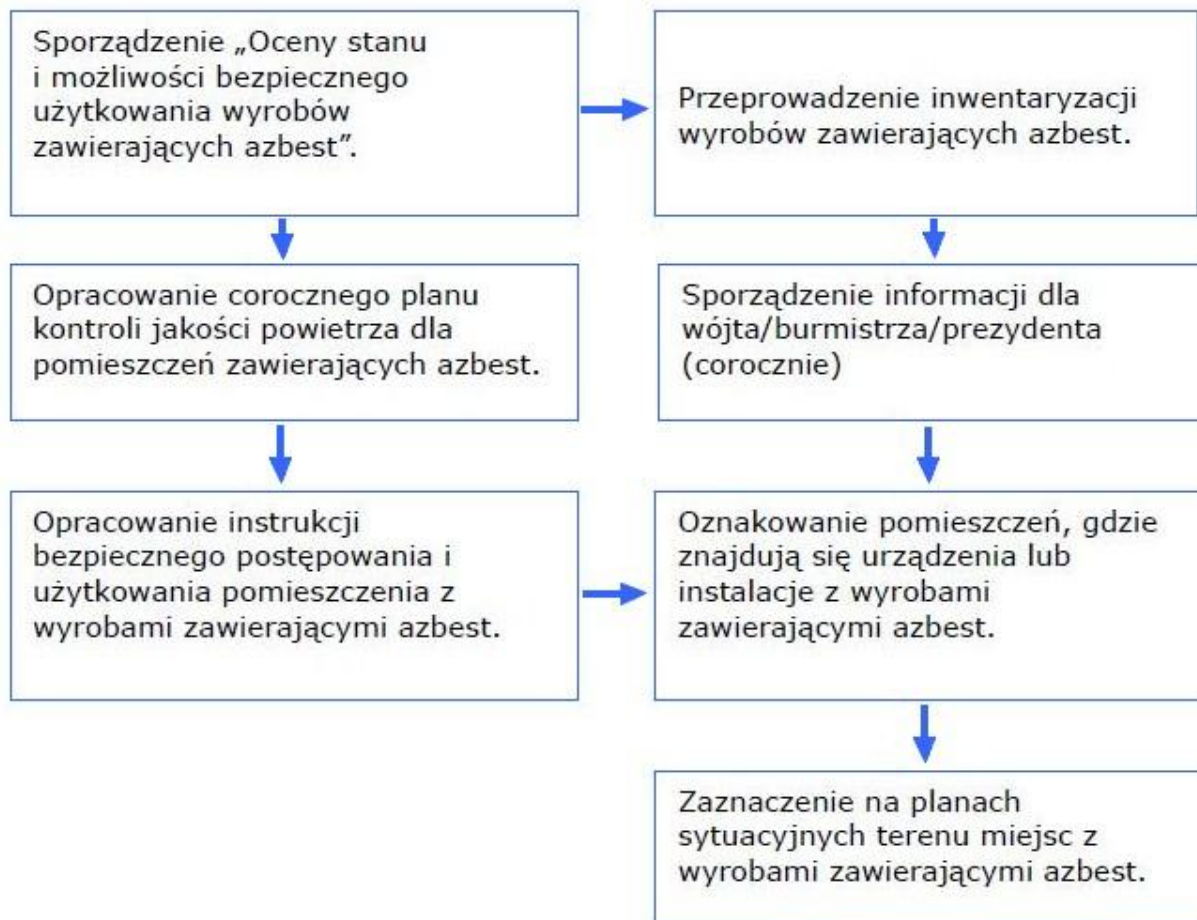 Sporządzenie „Oceny stanu
i możliwości bezpiecznego
użytkowania wyrobów
zawierających azbest”.
Przeprowadzenie inwentaryzacji
wyrobów zawierających azbest.
Opracowanie corocznego planu
kontroli jakości powietrza dla
pomieszczeń zawierających azbest.
Sporządzenie informacji dla
wójta/burmistrza/prezydenta
(corocznie)
Opracowanie instrukcji
bezpiecznego postępowania i
użytkowania pomieszczenia z
wyrobami zawierającymi azbest.
Oznakowanie pomieszczeń, gdzie
znajdują się urządzenia lub
instalacje z wyrobami
zawierającymi azbest.
Zaznaczenie na planach
sytuacyjnych terenu miejsc z
wyrobami zawierającymi azbest.